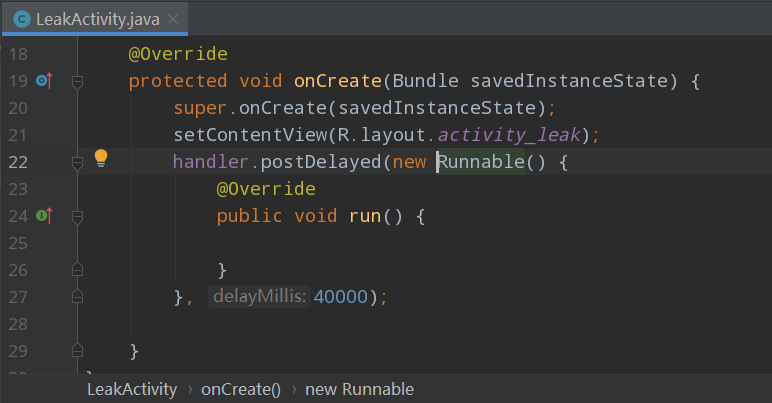 LeakActivity.java
18 @Override
19 protected void onCreate(Bundle savedInstanceState) {
20 super.onCreate(savedInstanceState);
21 setContentView(R.layout.activity_leak);
22 handler.postDelayed(new Runnable() {
23 @Override
24 public void run() {
25
26 }
27 }, delayMillis: 40000);
28
29 }
LeakActivity › onCreate() › new Runnable